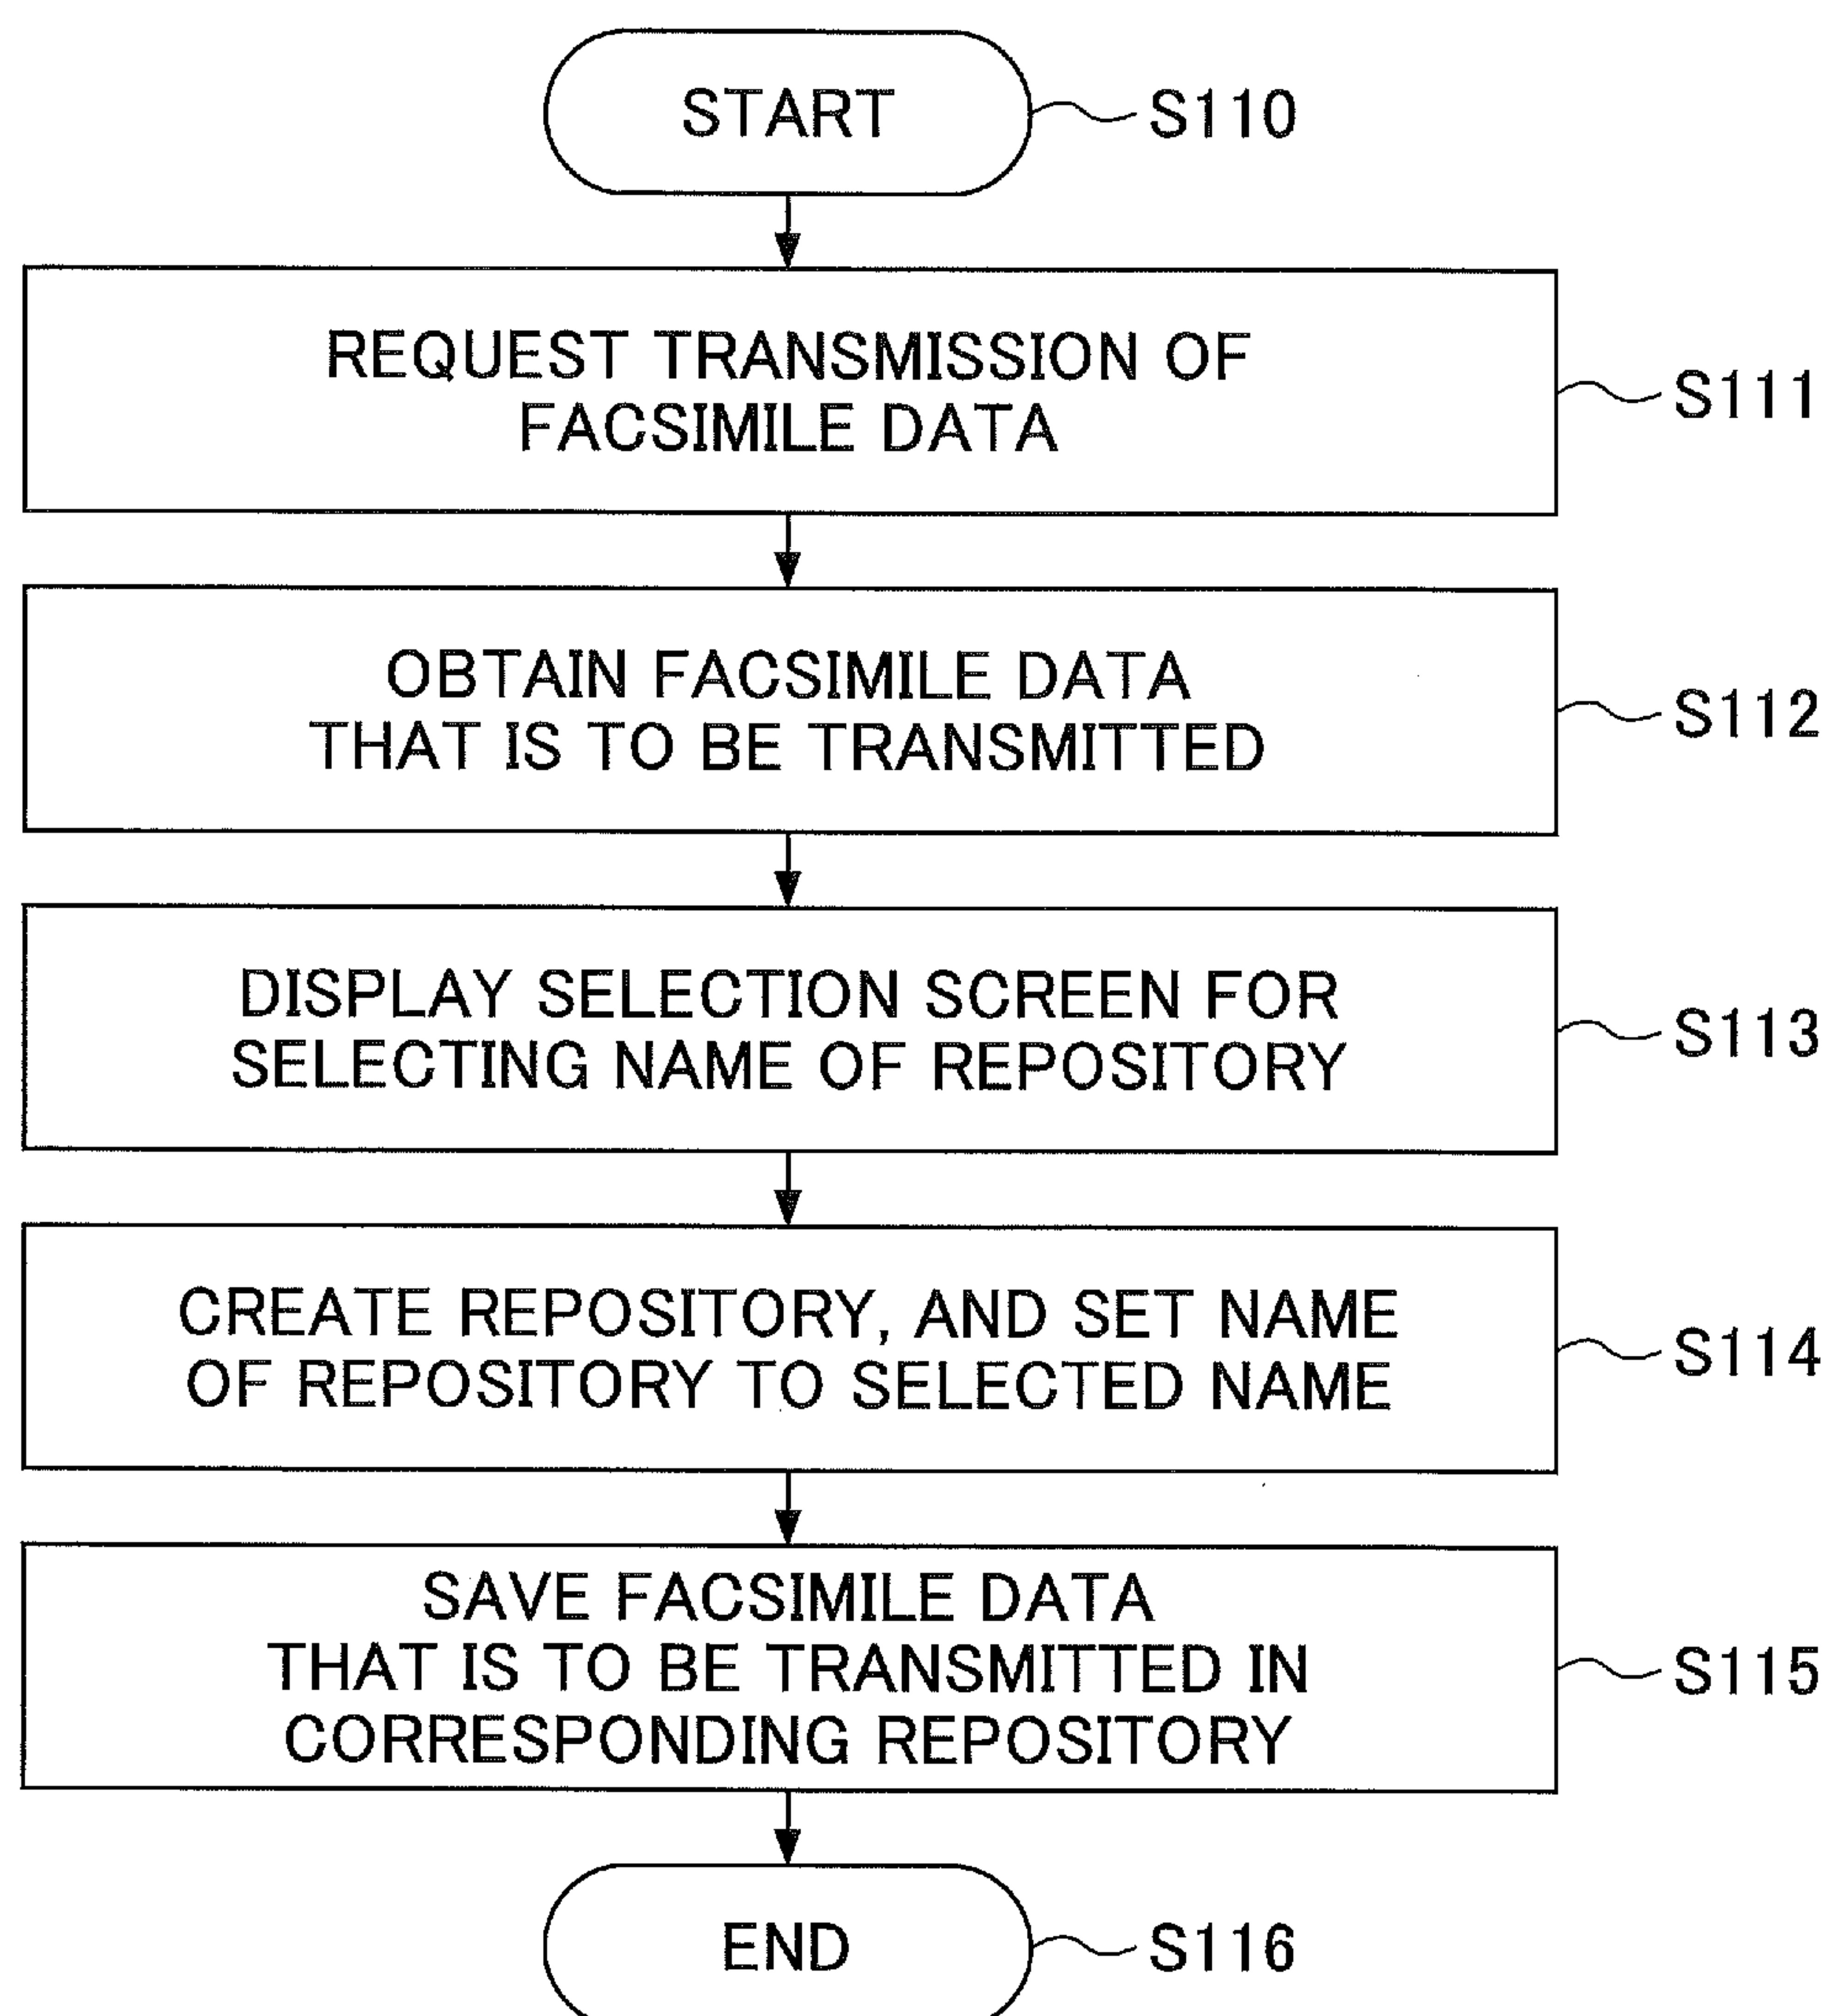 START
S110
REQUEST TRANSMISSION OF
FACSIMILE DATA
S111
OBTAIN FACSIMILE DATA
THAT IS TO BE TRANSMITTED
S112
DISPLAY SELECTION SCREEN FOR
SELECTING NAME OF REPOSITORY
S113
CREATE REPOSITORY, AND SET NAME
OF REPOSITORY TO SELECTED NAME
S114
SAVE FACSIMILE DATA
THAT IS TO BE TRANSMITTED IN
CORRESPONDING REPOSITORY
S115
END
S116